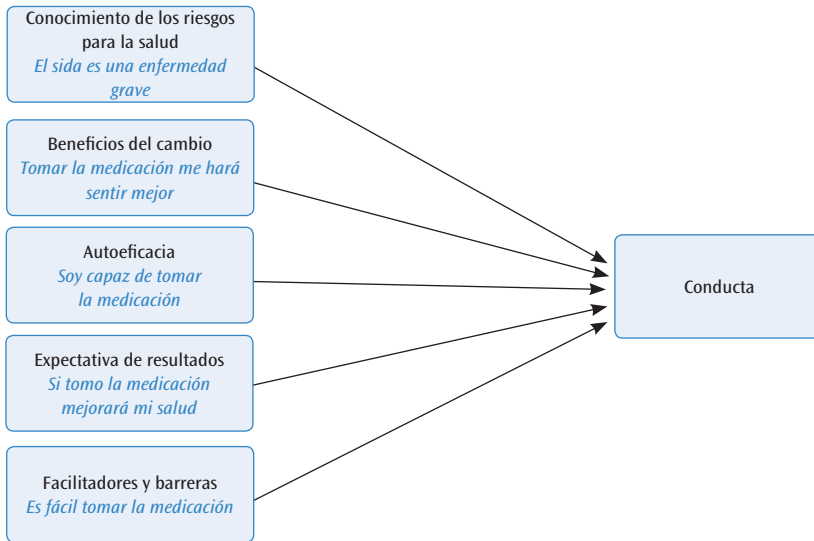 Conocimiento de los riesgos
para la salud
El sida es una enfermedad
grave
Beneficios del cambio
Tomar la medicación me hará
sentir mejor
Autoeficacia
Soy capaz de tomar
la medicación
Conducta
Expectativa de resultados
Si tomo la medicación
mejorará mi salud
Facilitadores y barreras
Es fácil tomar la medicación